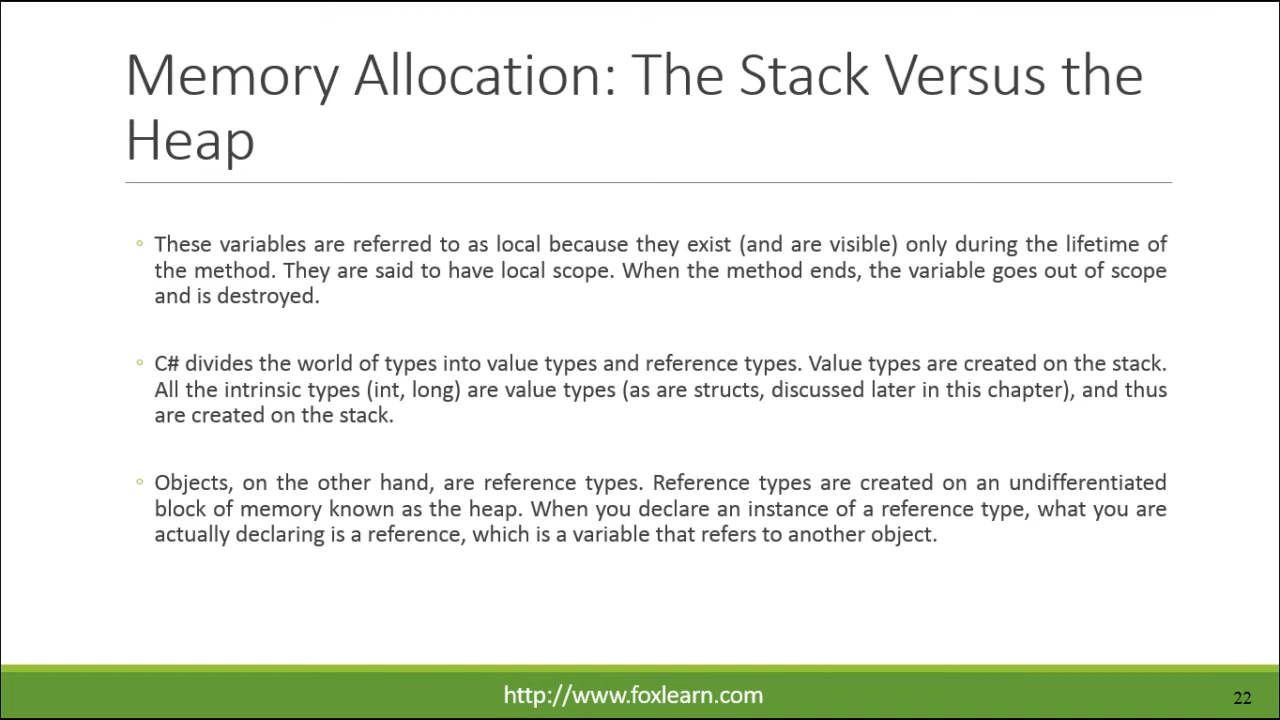 Memory Allocation: The Stack Versus the
Heap
◦ These variables are referred to as local because they exist (and are visible) only during the lifetime of
the method. They are said to have local scope. When the method ends, the variable goes out of scope
and is destroyed.
◦ C# divides the world of types into value types and reference types. Value types are created on the stack.
All the intrinsic types (int, long) are value types (as are structs, discussed later in this chapter), and thus
are created on the stack.
◦ Objects, on the other hand, are reference types. Reference types are created on an undifferentiated
block of memory known as the heap. When you declare an instance of a reference type, what you are
actually declaring is a reference, which is a variable that refers to another object.
http://www.foxlearn.com
22